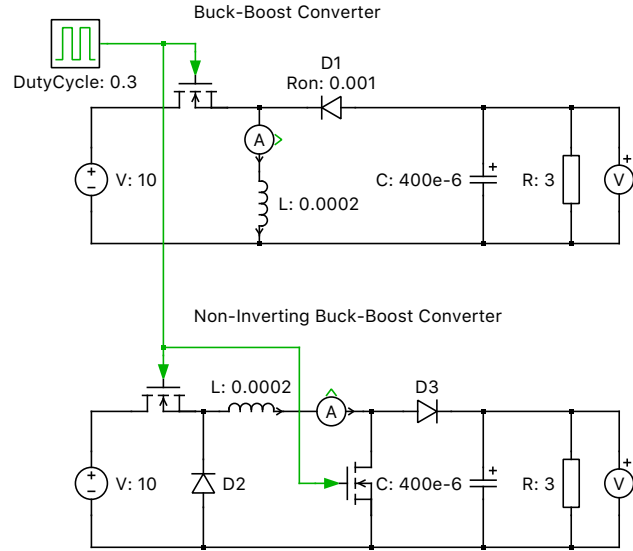 Buck-Boost Converter
DutyCycle: 0.3
D1
Ron: 0.001
A
V: 10
L: 0.0002
C: 400e-6
R: 3
V
Non-Inverting Buck-Boost Converter
L: 0.0002
A
D3
V: 10
D2
C: 400e-6
R: 3
V